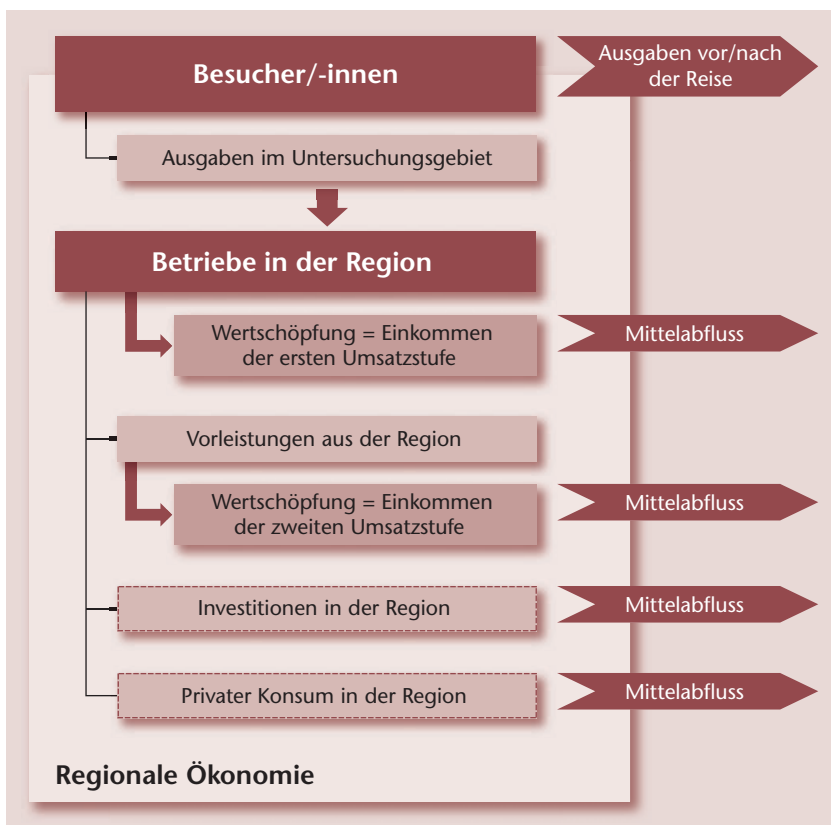 Besucher/-innen
Ausgaben vor/nach
der Reise
Ausgaben im Untersuchungsgebiet
Betriebe in der Region
Wertschöpfung = Einkommen
der ersten Umsatzstufe
Mittelabfluss
Vorleistungen aus der Region
Wertschöpfung = Einkommen
der zweiten Umsatzstufe
Mittelabfluss
Investitionen in der Region
Mittelabfluss
Privater Konsum in der Region
Mittelabfluss
Regionale Ökonomie